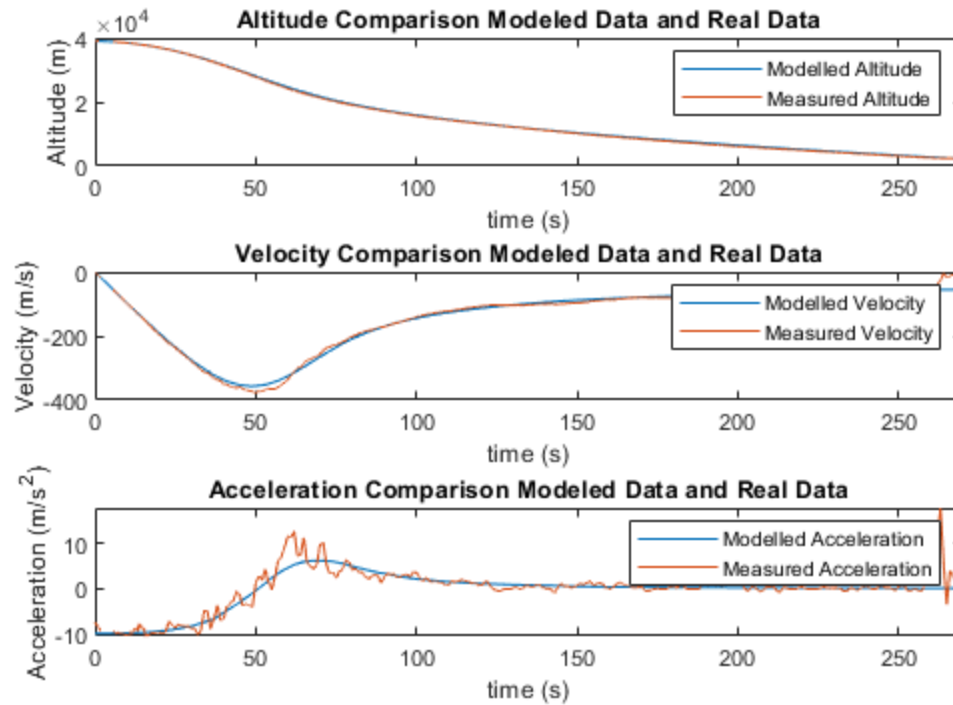 Altitude Comparison Modeled Data and Real Data
×10⁴
4
2
0
Altitude (m)
Modelled Altitude
Measured Altitude
0 50 100 150 200 250
time (s)
Velocity Comparison Modeled Data and Real Data
0
-200
-400
Velocity (m/s)
Modelled Velocity
Measured Velocity
0 50 100 150 200 250
time (s)
Acceleration Comparison Modeled Data and Real Data
10
0
-10
Acceleration (m/s²)
Modelled Acceleration
Measured Acceleration
0 50 100 150 200 250
time (s)